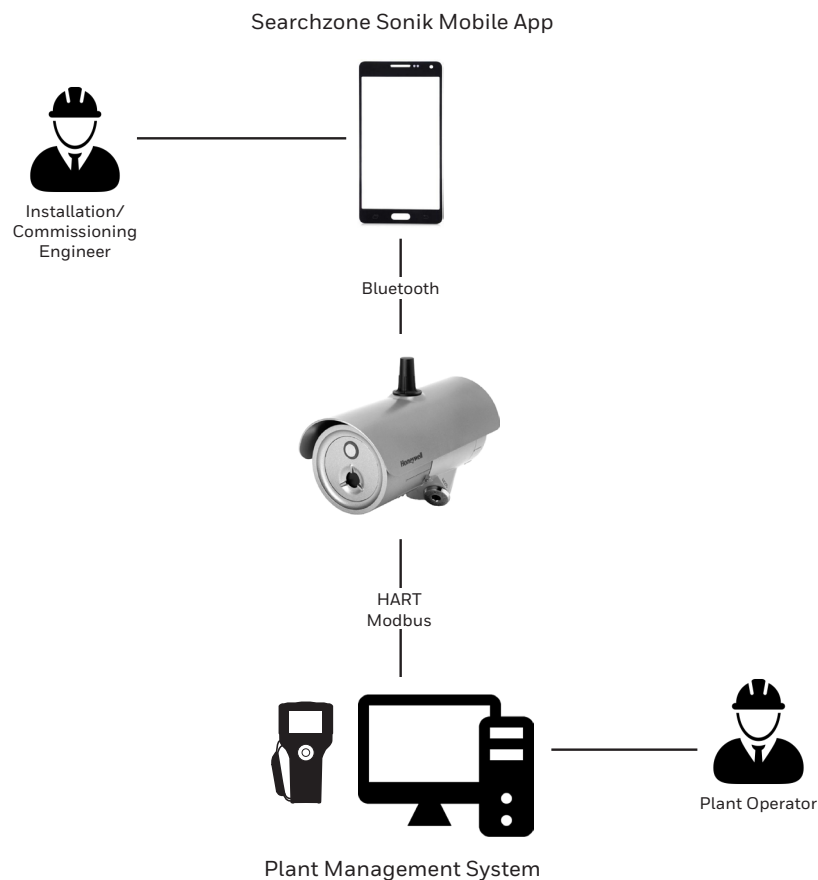 Searchzone Sonik Mobile App
Installation/
Commissioning
Engineer
Bluetooth
Honeywell
HART
Modbus
Plant Operator
Plant Management System